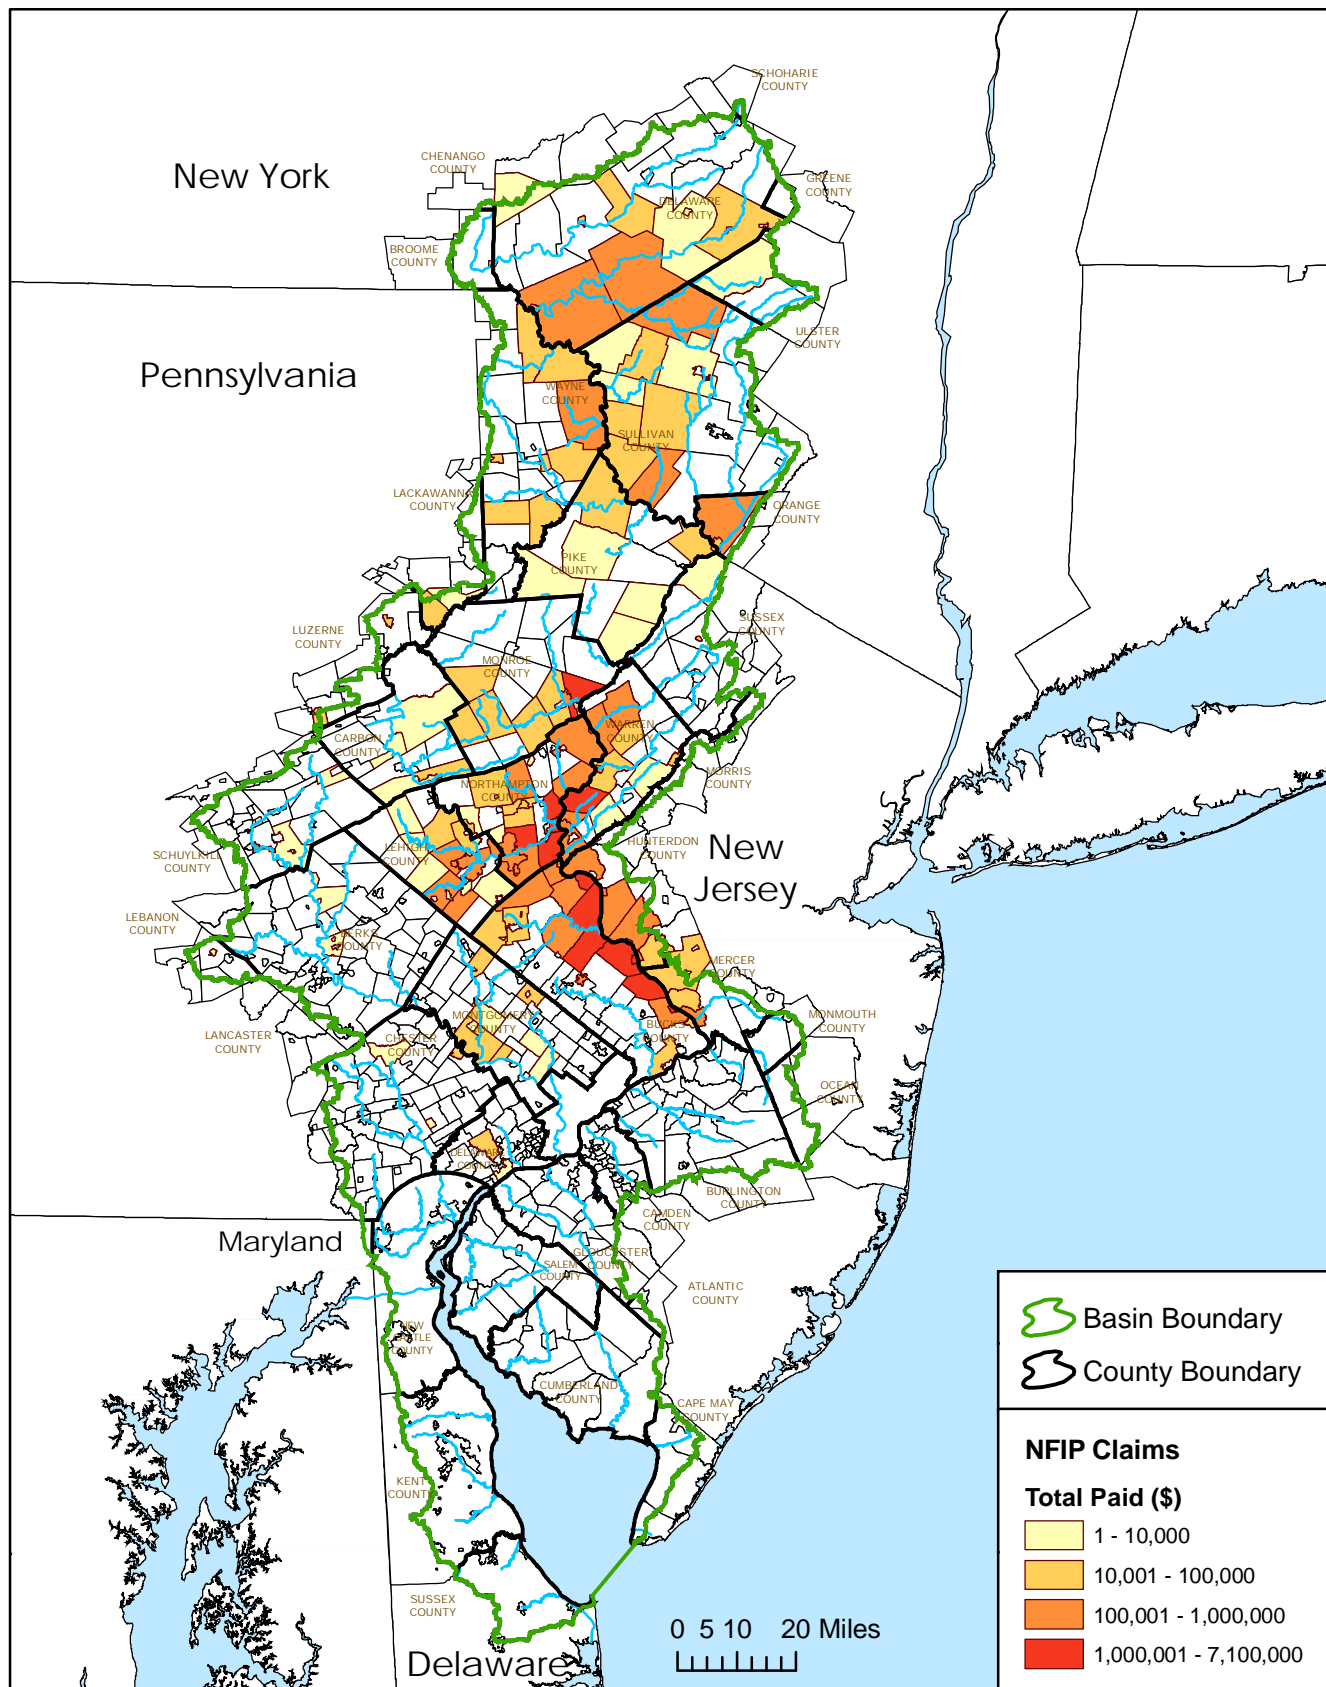 SCHOHARIE
COUNTY
CHENANGO
COUNTY
New York
GREENE
COUNTY
DELAWARE
COUNTY
BROOME
COUNTY
ULSTER
COUNTY
Pennsylvania
WAYNE
COUNTY
SULLIVAN
COUNTY
LACKAWANNA
COUNTY
ORANGE
COUNTY
PIKE
COUNTY
SUSSEX
COUNTY
LUZERNE
COUNTY
MONROE
COUNTY
WARREN
COUNTY
CARBON
COUNTY
MORRIS
COUNTY
NORTHAMPTON
COUNTY
HUNTERDON
COUNTY
New
Jersey
LEHIGH
COUNTY
SCHUYLKILL
COUNTY
LEBANON
COUNTY
BERKS
COUNTY
MERCER
COUNTY
MONTGOMERY
COUNTY
BUCKS
COUNTY
MONMOUTH
COUNTY
LANCASTER
COUNTY
CHESTER
COUNTY
OCEAN
COUNTY
DELAWARE
COUNTY
BURLINGTON
COUNTY
CAMDEN
COUNTY
Maryland
GLOUCESTER
COUNTY
SALEM
COUNTY
ATLANTIC
COUNTY
NEW
CASTLE
COUNTY
CUMBERLAND
COUNTY
CAPE MAY
COUNTY
KENT
COUNTY
SUSSEX
COUNTY
Delaware
0 5 10 20 Miles
Basin Boundary
County Boundary
NFIP Claims
Total Paid ($)
1 - 10,000
10,001 - 100,000
100,001 - 1,000,000
1,000,001 - 7,100,000